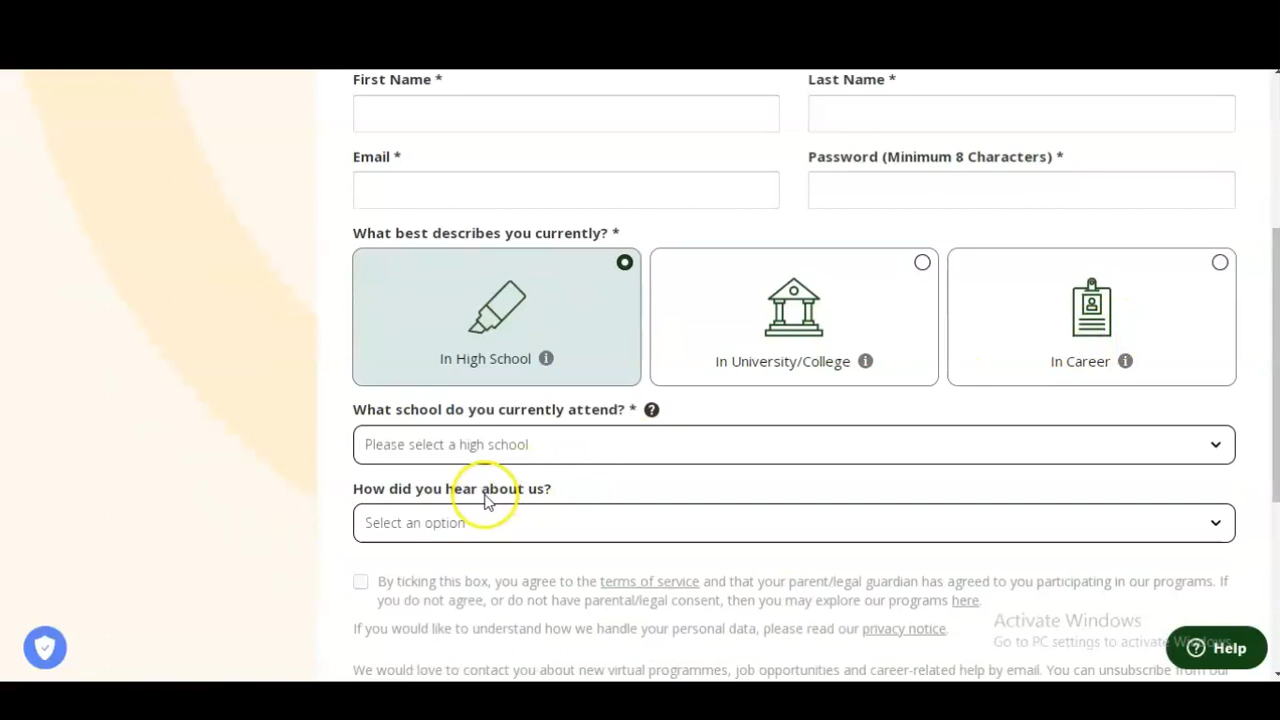 First Name *
Last Name *
Email *
Password (Minimum 8 Characters) *
What best describes you currently? *
In High School
In University/College
In Career
What school do you currently attend? *
Please select a high school
How did you hear about us?
Select an option
By ticking this box, you agree to the terms of service and that your parent/legal guardian has agreed to you participating in our programs. If
you do not agree, or do not have parental/legal consent, then you may explore our programs here.
If you would like to understand how we handle your personal data, please read our privacy notice.
Activate Windows
Go to PC settings to activate Windows.
Help
We would love to contact you about new virtual programmes, job opportunities and career-related help by email. You can unsubscribe from our